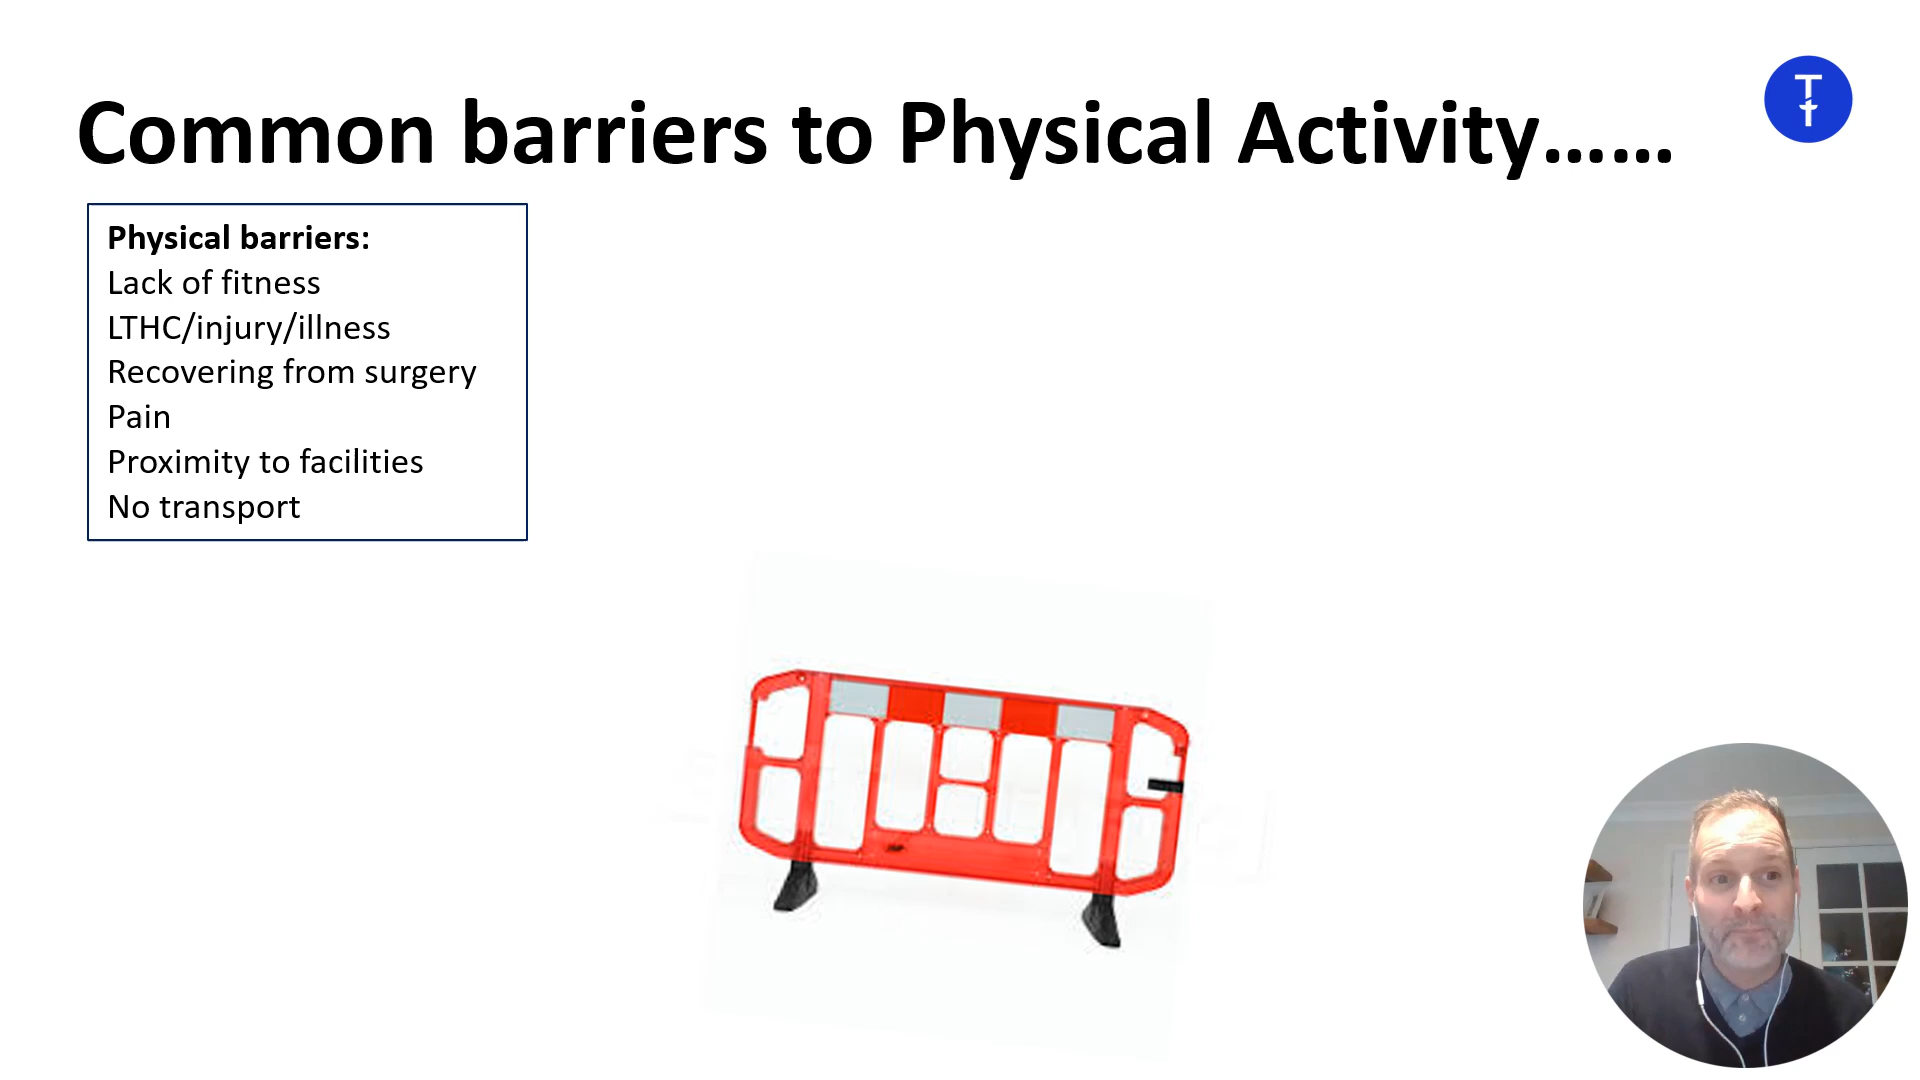 Common barriers to Physical Activity......
Physical barriers:
Lack of fitness
LTHC/injury/illness
Recovering from surgery
Pain
Proximity to facilities
No transport